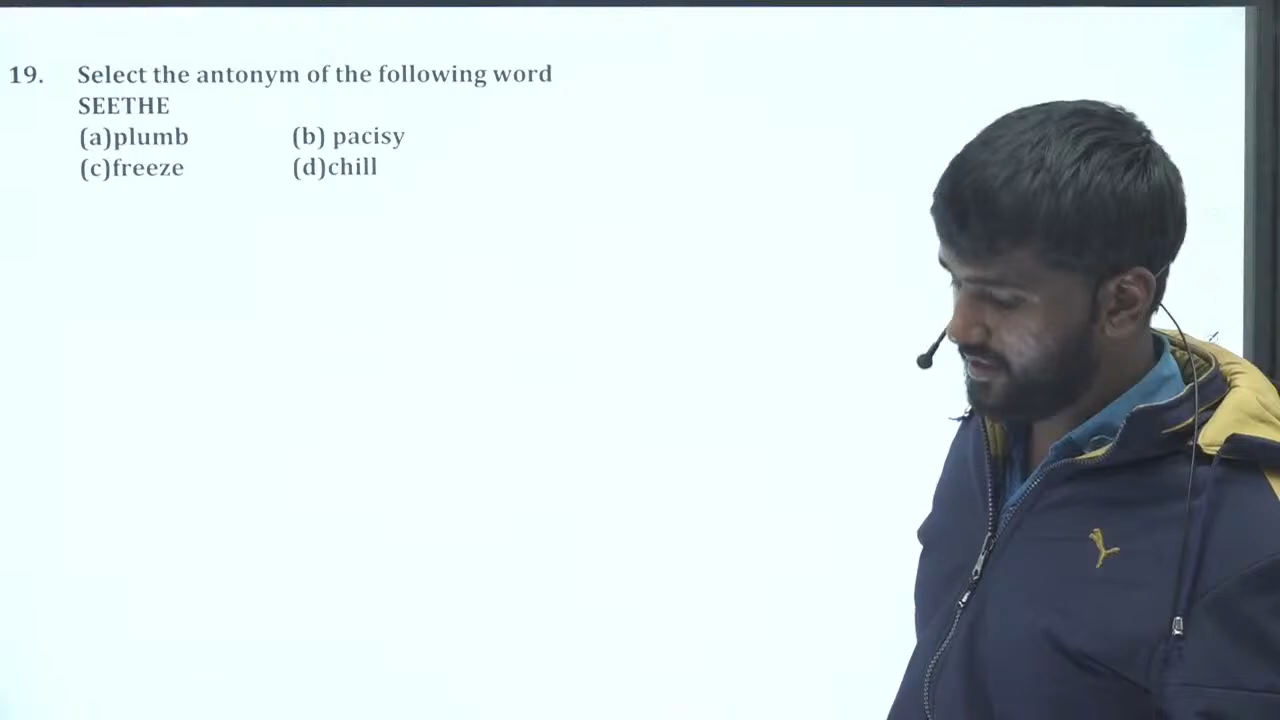 19. Select the antonym of the following word
SEETHE
(a)plumb (b) pacisy
(c)freeze (d)chill